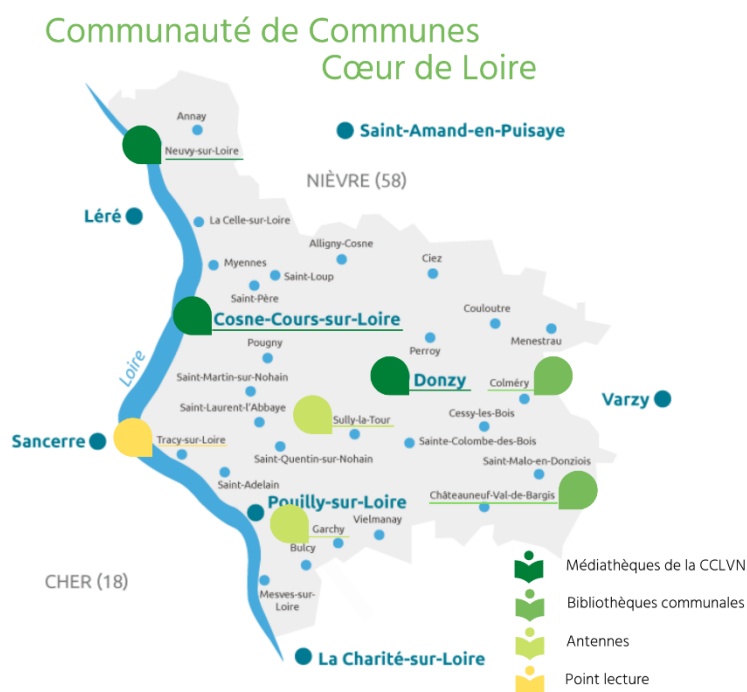 Communauté de Communes
Cœur de Loire
Annay
Saint-Amand-en-Puisaye
Neuvy-sur-Loire
NIÈVRE (58)
Léré
La Celle-sur-Loire
Alligny-Cosne
Ciez
Myennes
Saint-Loup
Saint-Père
Couloutre
Cosne-Cours-sur-Loire
Menestrau
Pougny
Perroy
Loire
Saint-Martin-sur-Nohain
Donzy
Colméry
Varzy
Saint-Laurent-l'Abbaye
Sully-la-Tour
Cessy-les-Bois
Sancerre
Tracy-sur-Loire
Sainte-Colombe-des-Bois
Saint-Quentin-sur-Nohain
Saint-Malo-en-Donziois
Saint-Adelain
Châteauneuf-Val-de-Bargis
Pouilly-sur-Loire
Vielmanay
Garchy
Bulcy
CHER (18)
Mesves-sur-
Loire
La Charité-sur-Loire
Médiathèques de la CCLVN
Bibliothèques communales
Antennes
Point lecture